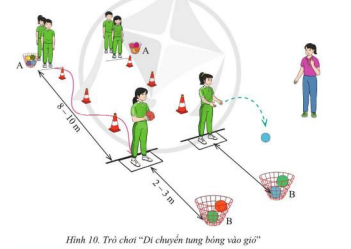 A
A
8 – 10 m
2 – 3 m
B
B
Hình 10. Trò chơi “Di chuyển tung bóng vào giỏ”